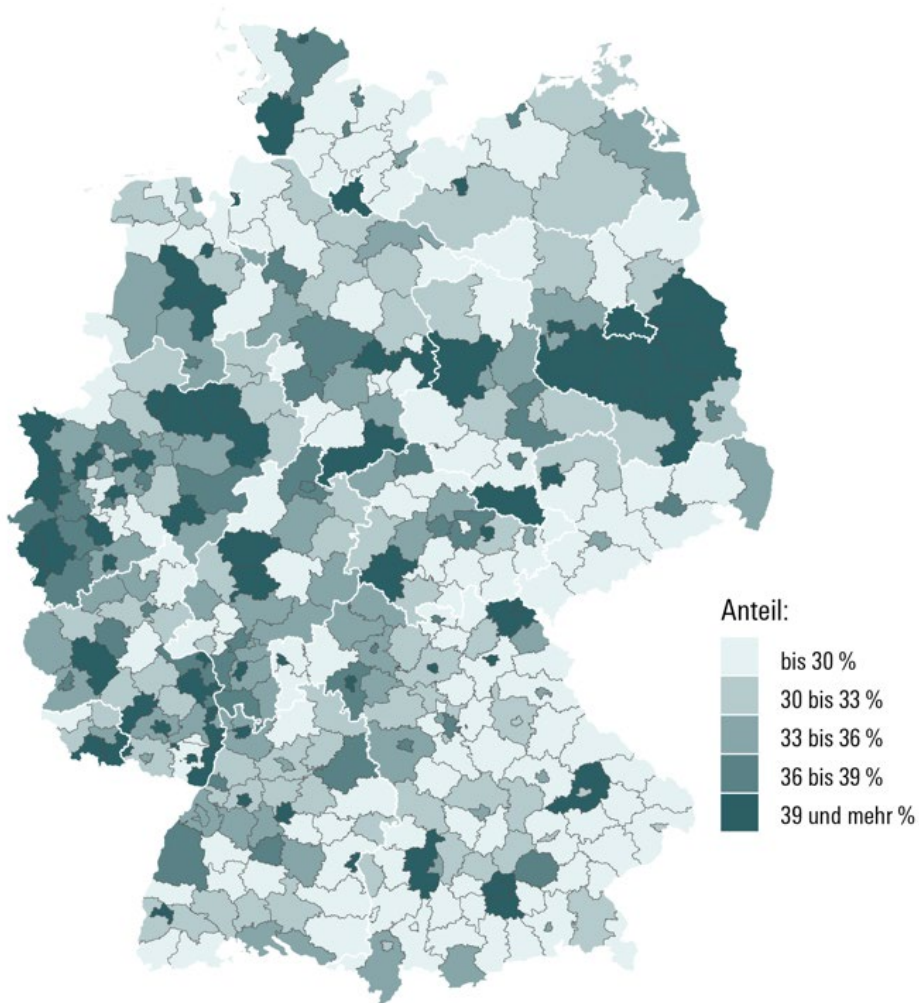 Anteil:
bis 30 %
30 bis 33 %
33 bis 36 %
36 bis 39 %
39 und mehr %